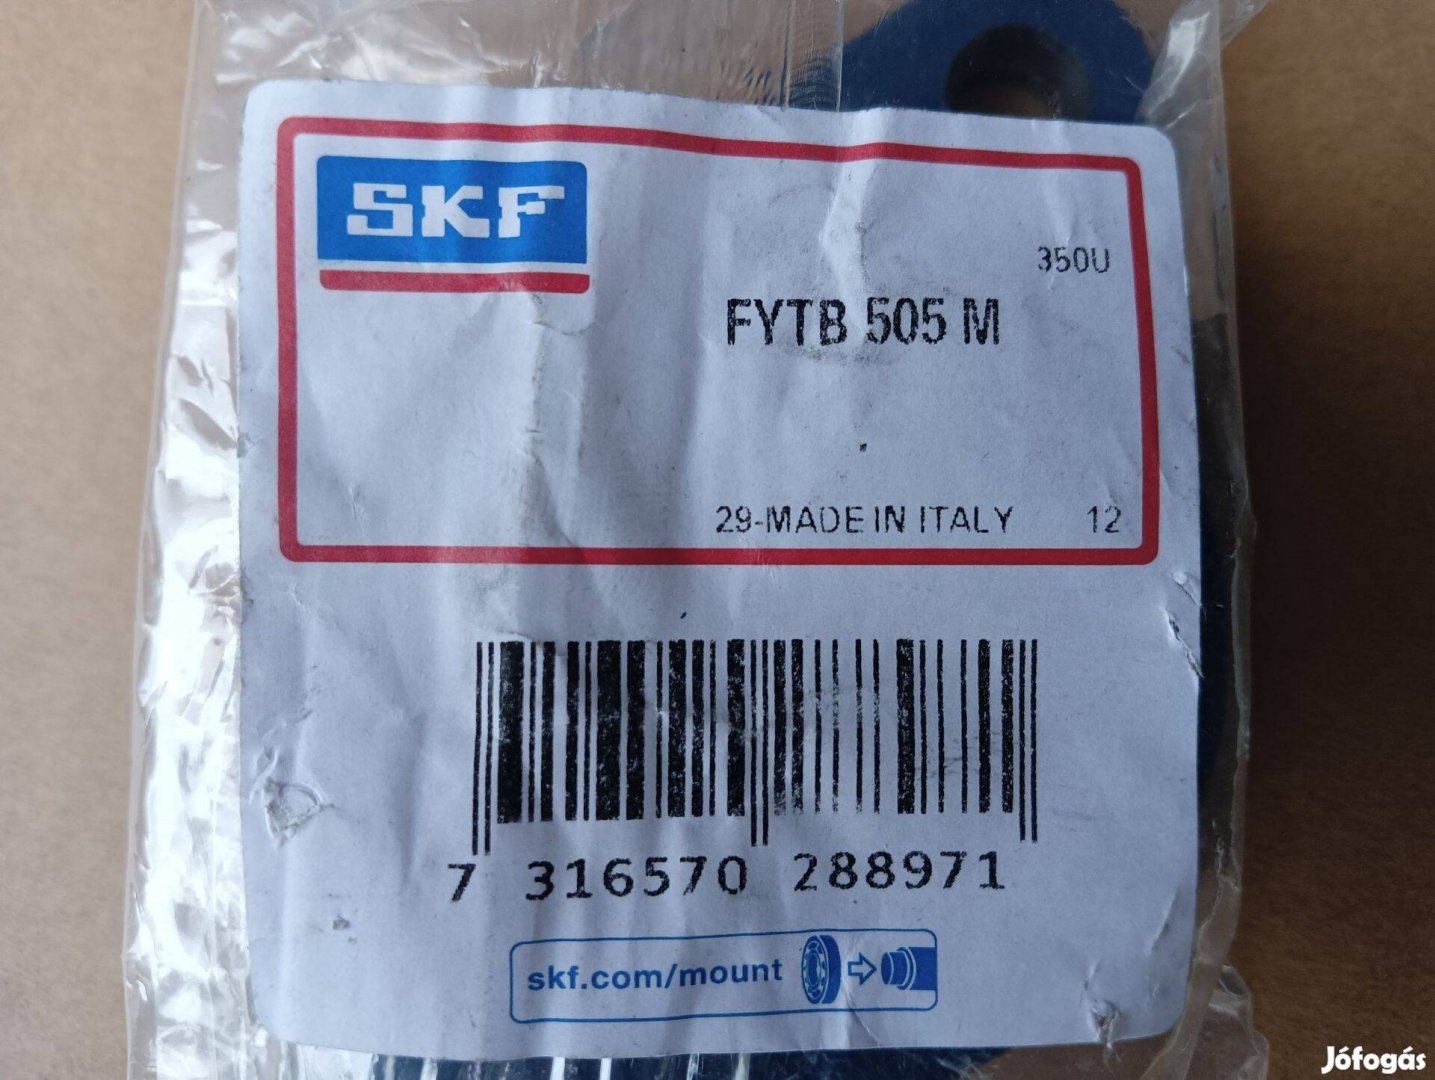 SKF
350U
FYTB 505 M
29-MADE IN ITALY 12
7 316570 288971
skf.com/mount
Jófogás